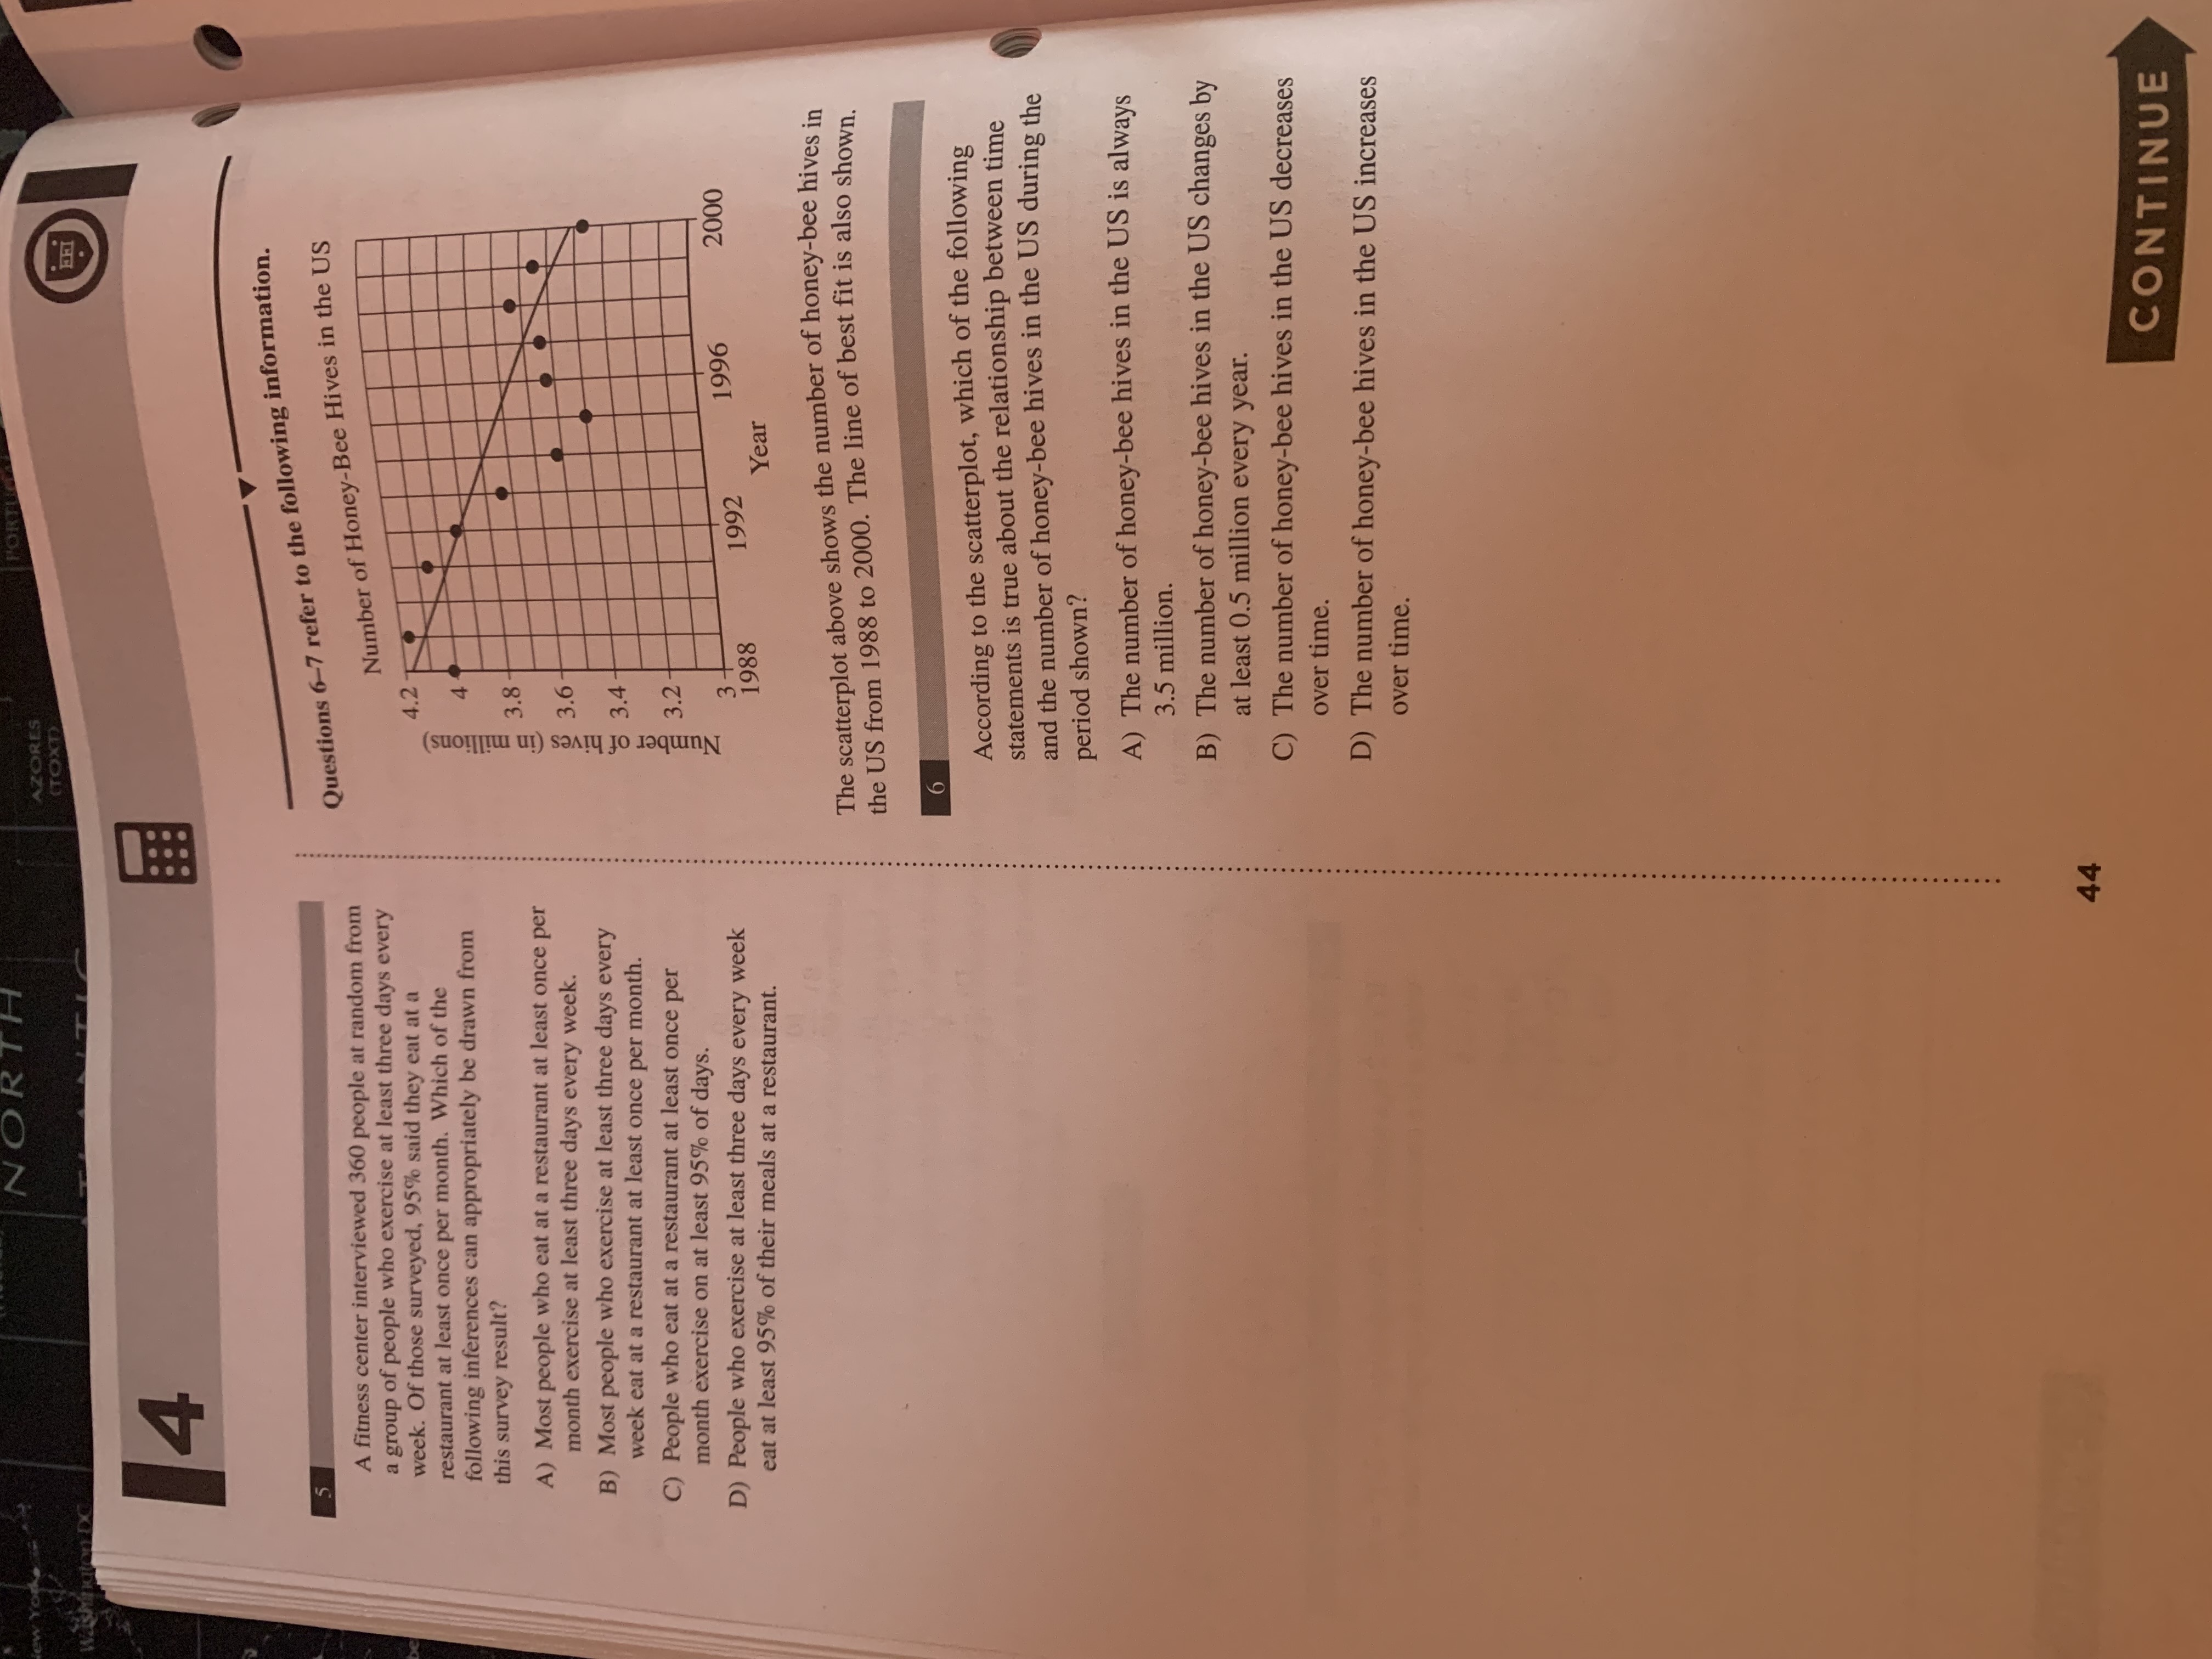 NORTH
AZORES
(TOXT)
Washington DC
4
EEI
5
A fitness center interviewed 360 people at random from
a group of people who exercise at least three days every
week. Of those surveyed, 95% said they eat at a
restaurant at least once per month. Which of the
following inferences can appropriately be drawn from
this survey result?
A) Most people who eat at a restaurant at least once per
month exercise at least three days every week.
B) Most people who exercise at least three days every
week eat at a restaurant at least once per month.
C) People who eat at a restaurant at least once per
month exercise on at least 95% of days.
D) People who exercise at least three days every week
eat at least 95% of their meals at a restaurant.
Questions 6–7 refer to the following information.
Number of Honey-Bee Hives in the US
Number of hives (in millions)
4.2
4
3.8
3.6
3.4
3.2
3
1988
1992
1996
2000
Year
The scatterplot above shows the number of honey-bee hives in
the US from 1988 to 2000. The line of best fit is also shown.
6
According to the scatterplot, which of the following
statements is true about the relationship between time
and the number of honey-bee hives in the US during the
period shown?
A) The number of honey-bee hives in the US is always
3.5 million.
B) The number of honey-bee hives in the US changes by
at least 0.5 million every year.
C) The number of honey-bee hives in the US decreases
over time.
D) The number of honey-bee hives in the US increases
over time.
44
CONTINUE